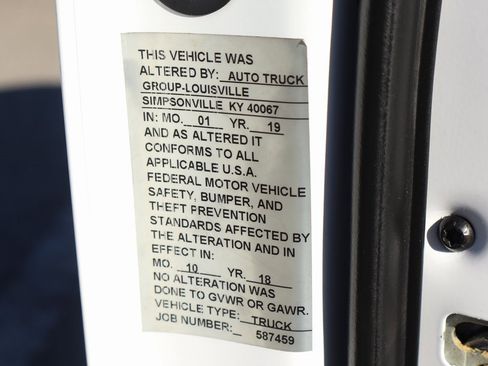 THIS VEHICLE WAS
ALTERED BY: AUTO TRUCK
GROUP-LOUISVILLE
SIMPSONVILLE KY 40067
IN: MO. 01 YR. 19
AND AS ALTERED IT
CONFORMS TO ALL
APPLICABLE U.S.A.
FEDERAL MOTOR VEHICLE
SAFETY, BUMPER, AND
THEFT PREVENTION
STANDARDS AFFECTED BY
THE ALTERATION AND IN
EFFECT IN:
MO. 10 YR. 18
NO ALTERATION WAS
DONE TO GVWR OR GAWR.
VEHICLE TYPE: TRUCK
JOB NUMBER: 587459